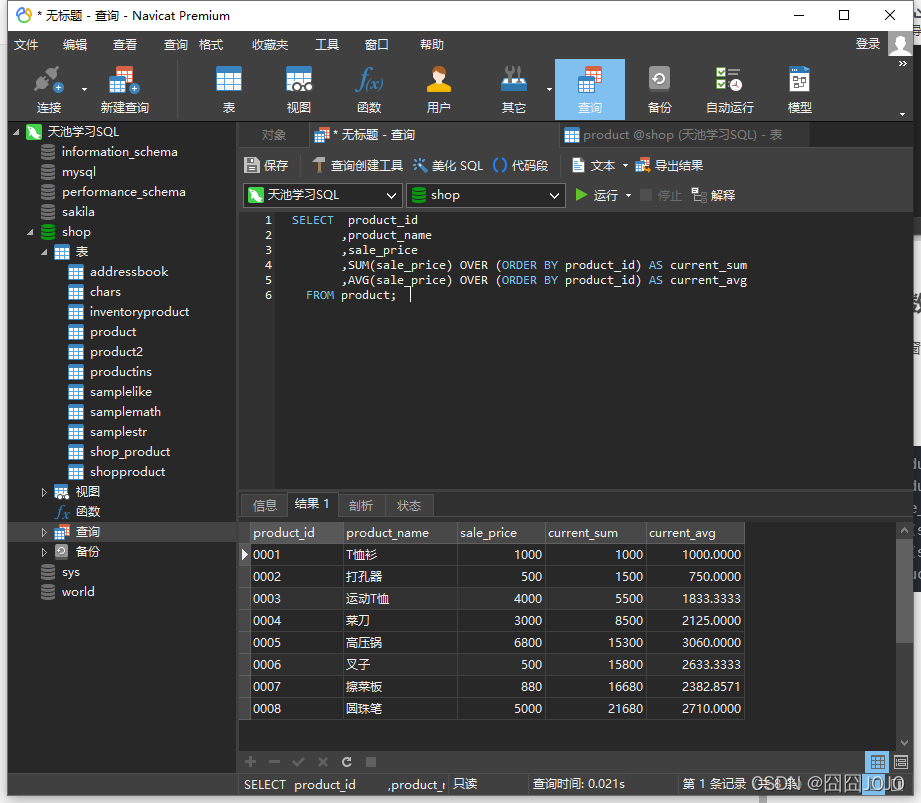 * 无标题 - 查询 - Navicat Premium
文件 编辑 查看 查询 格式 收藏夹 工具 窗口 帮助 登录
连接 新建查询 表 视图 函数 用户 其它 查询 备份 自动运行 模型
天池学习SQL
information_schema
mysql
performance_schema
sakila
shop
表
addressbook
chars
inventoryproduct
product
product2
productins
samplelike
samplemath
samplestr
shop_product
shopproduct
视图
函数
查询
备份
sys
world
对象 * 无标题 - 查询 product @shop (天池学习SQL) - 表
保存 查询创建工具 美化 SQL 代码段 文本 导出结果
天池学习SQL shop 运行 停止 解释
1 SELECT product_id
2 ,product_name
3 ,sale_price
4 ,SUM(sale_price) OVER (ORDER BY product_id) AS current_sum
5 ,AVG(sale_price) OVER (ORDER BY product_id) AS current_avg
6 FROM product;
信息 结果 1 剖析 状态
product_id product_name sale_price current_sum current_avg
0001 T恤衫 1000 1000 1000.0000
0002 打孔器 500 1500 750.0000
0003 运动T恤 4000 5500 1833.3333
0004 菜刀 3000 8500 2125.0000
0005 高压锅 6800 15300 3060.0000
0006 叉子 500 15800 2633.3333
0007 擦菜板 880 16680 2382.8571
0008 圆珠笔 5000 21680 2710.0000
SELECT product_id ,product_r 只读 查询时间: 0.021s 第 1 条记录 (共 8 条)
CSDN @囧囧JOJO